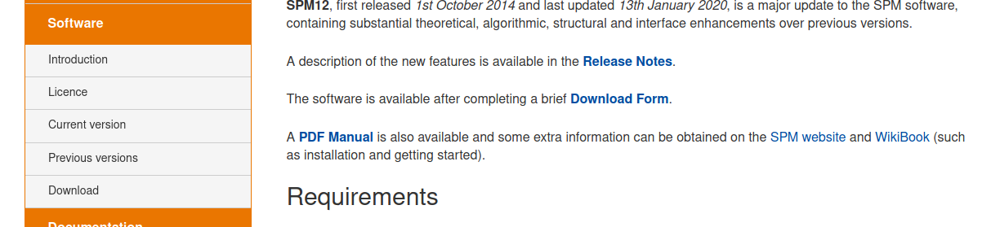 Software
Introduction
Licence
Current version
Previous versions
Download
Documentation
SPM12, first released 1st October 2014 and last updated 13th January 2020, is a major update to the SPM software,
containing substantial theoretical, algorithmic, structural and interface enhancements over previous versions.
A description of the new features is available in the Release Notes.
The software is available after completing a brief Download Form.
A PDF Manual is also available and some extra information can be obtained on the SPM website and WikiBook (such
as installation and getting started).
Requirements